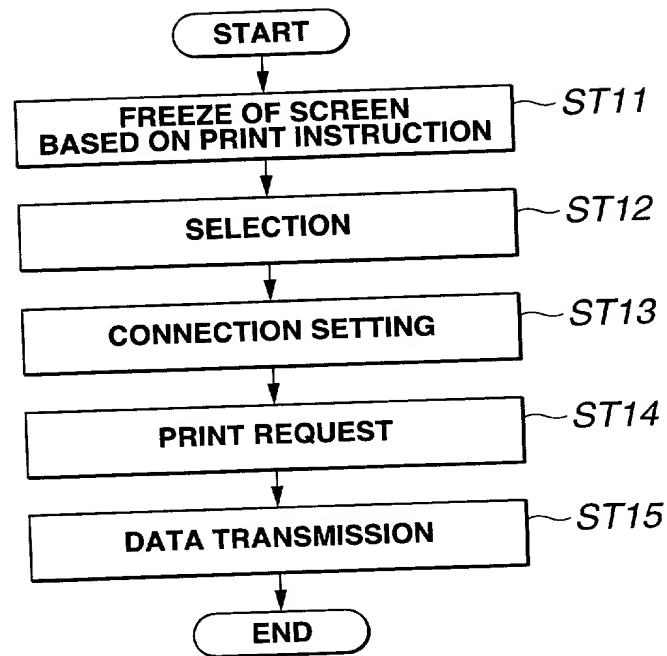 START
FREEZE OF SCREEN
BASED ON PRINT INSTRUCTION
ST11
SELECTION
ST12
CONNECTION SETTING
ST13
PRINT REQUEST
ST14
DATA TRANSMISSION
ST15
END